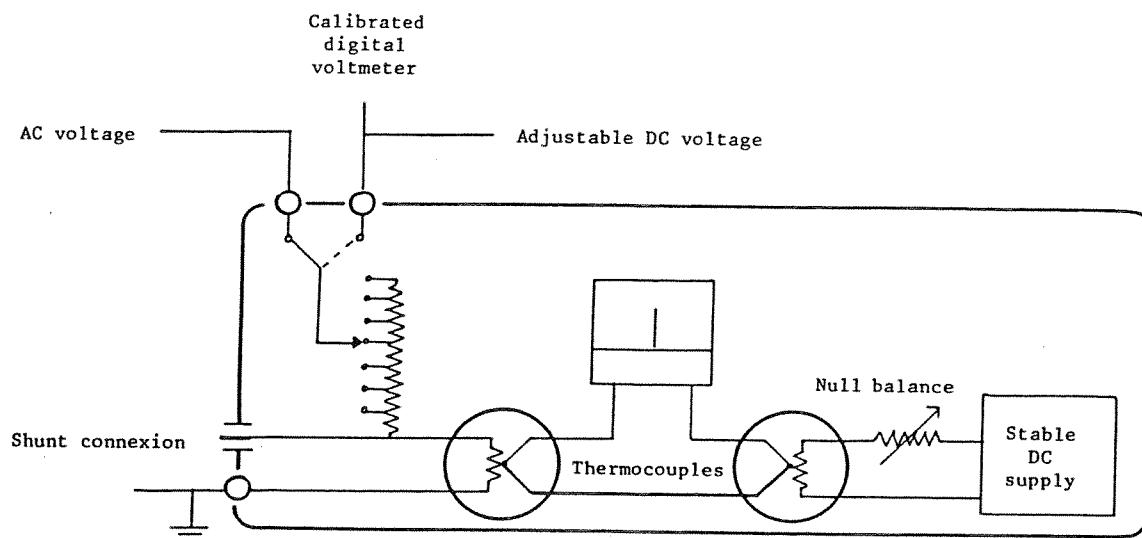 Calibrated
digital
voltmeter
AC voltage
Adjustable DC voltage
Null balance
Shunt connexion
Thermocouples
Stable
DC
supply